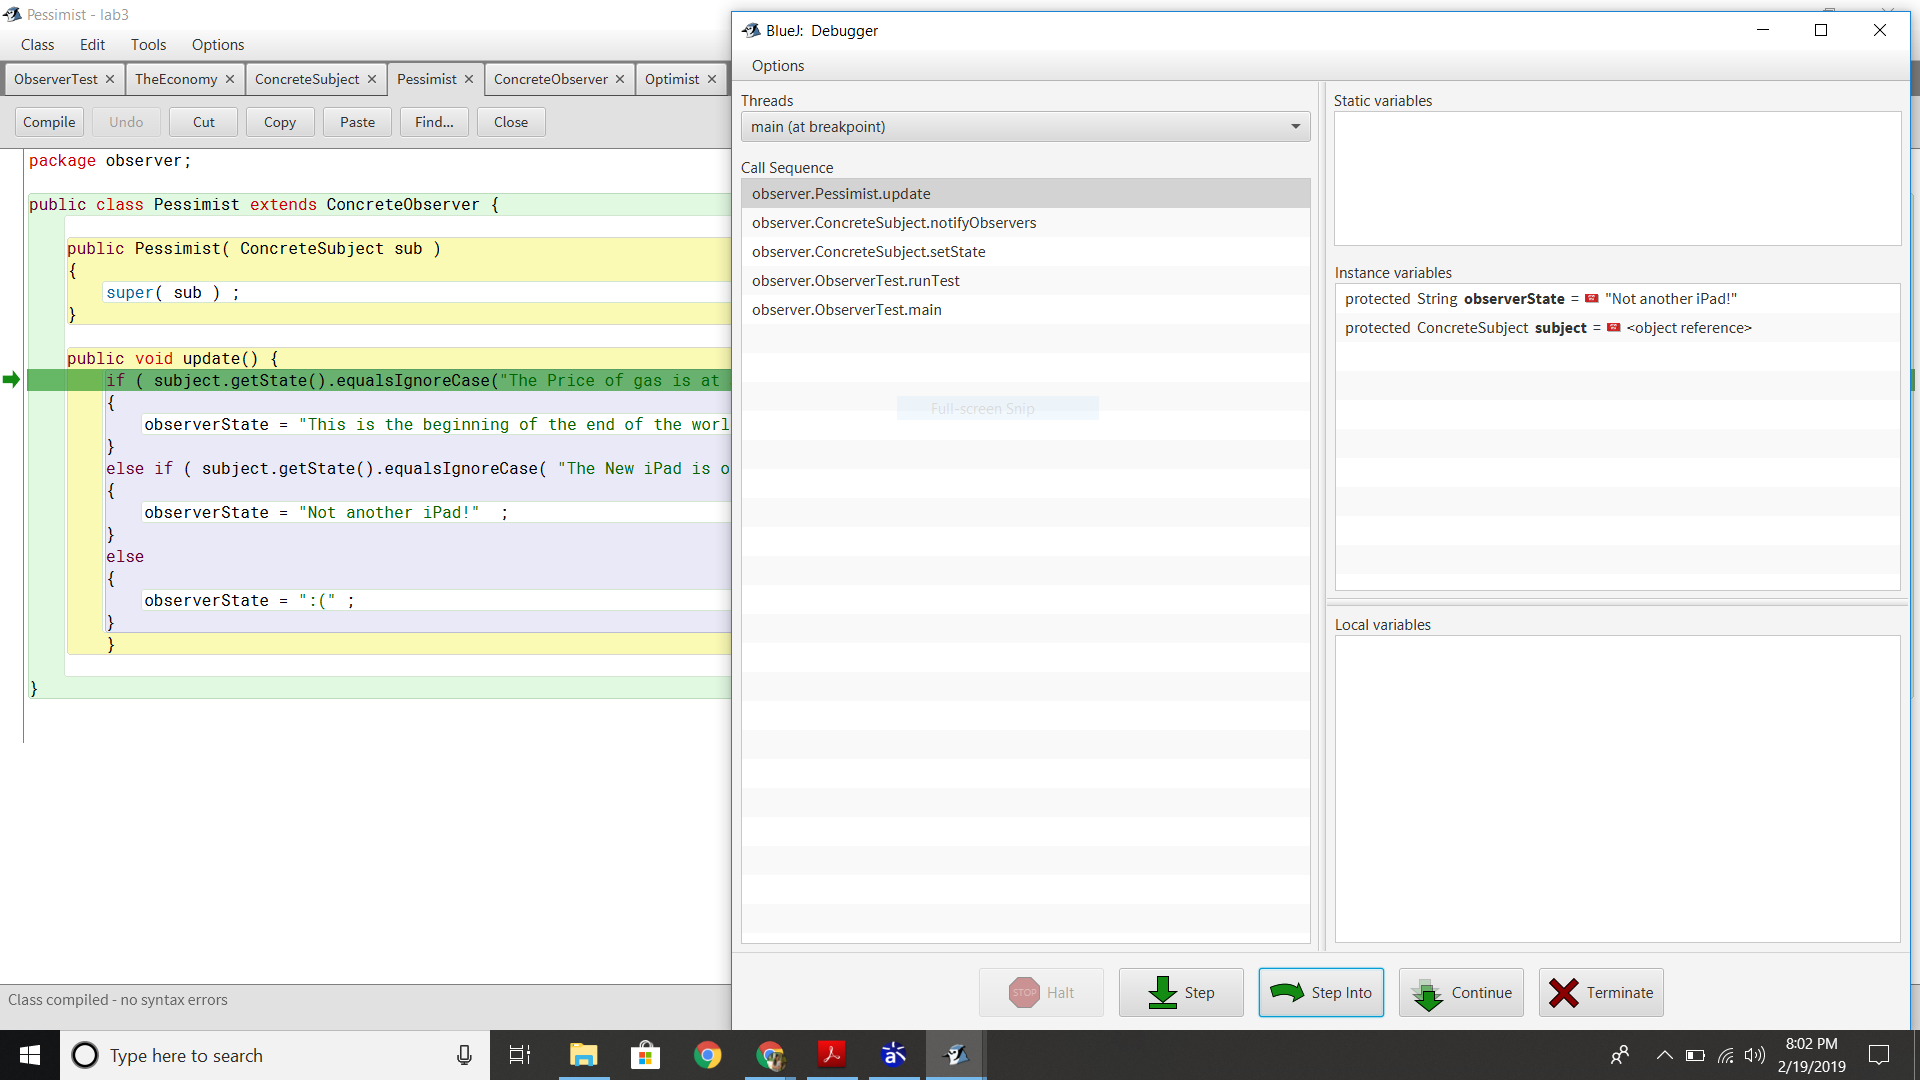 Pessimist - lab3
Class Edit Tools Options
ObserverTest TheEconomy ConcreteSubject Pessimist ConcreteObserver Optimist
Compile Undo Cut Copy Paste Find... Close
package observer;
public class Pessimist extends ConcreteObserver {
public Pessimist( ConcreteSubject sub )
{
super( sub ) ;
}
public void update() {
if ( subject.getState().equalsIgnoreCase("The Price of gas is at
{
observerState = "This is the beginning of the end of the worl
}
else if ( subject.getState().equalsIgnoreCase( "The New iPad is o
{
observerState = "Not another iPad!" ;
}
else
{
observerState = ":(" ;
}
}
}
Class compiled - no syntax errors
BlueJ: Debugger
Options
Threads
main (at breakpoint)
Call Sequence
observer.Pessimist.update
observer.ConcreteSubject.notifyObservers
observer.ConcreteSubject.setState
observer.ObserverTest.runTest
observer.ObserverTest.main
Full-screen Snip
Static variables
Instance variables
protected String observerState = "Not another iPad!"
protected ConcreteSubject subject = <object reference>
Local variables
STOP Halt Step Step Into Continue Terminate
Type here to search
8:02 PM
2/19/2019